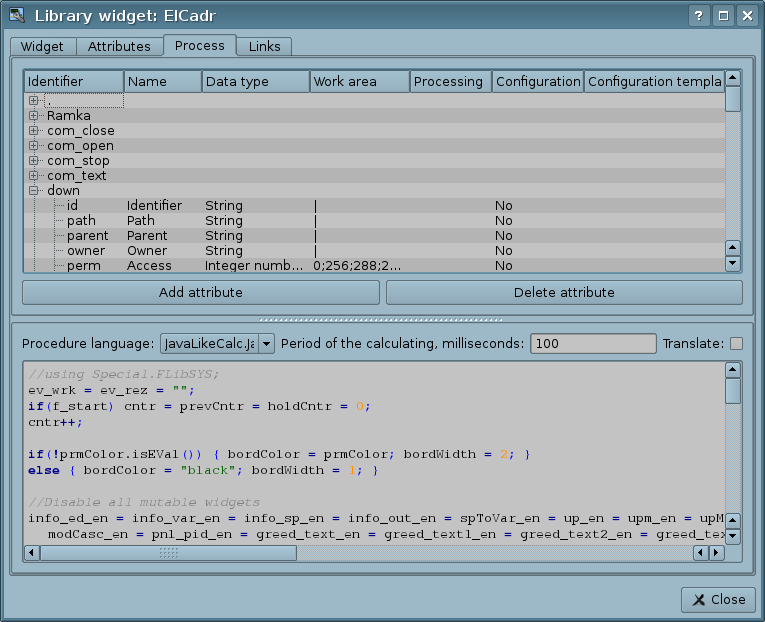 Library widget: ElCadr
Widget Attributes Process Links
Identifier Name Data type Work area Processing Configuration Configuration templa
.
Ramka
com_close
com_open
com_stop
com_text
down
id Identifier String | No
path Path String | No
parent Parent String | No
owner Owner String | No
perm Access Integer numb... 0;256;288;2... No
Add attribute Delete attribute
Procedure language: JavaLikeCalc.Ja Period of the calculating, milliseconds: 100 Translate:
//using Special.FLibSYS;
ev_wrk = ev_rez = "";
if(f_start) cntr = prevCntr = holdCntr = 0;
cntr++;
if(!prmColor.isEVal()) { bordColor = prmColor; bordWidth = 2; }
else { bordColor = "black"; bordWidth = 1; }
//Disable all mutable widgets
info_ed_en = info_var_en = info_sp_en = info_out_en = spToVar_en = up_en = upm_en = upM
modCasc_en = pnl_pid_en = greed_text_en = greed_text1_en = greed_text2_en = greed_tex
Close